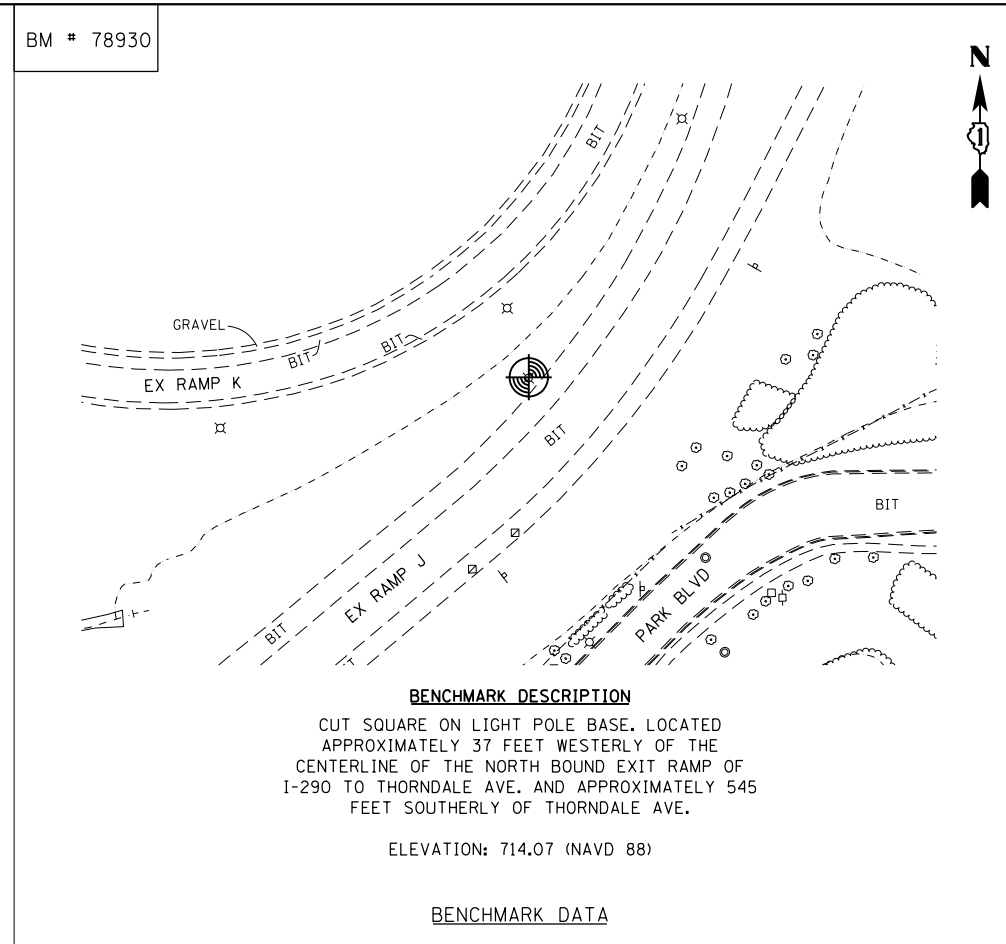 BM # 78930
N
1
BIT
GRAVEL
BIT
BIT
EX RAMP K
BIT
BIT
EX RAMP J
PARK BLVD
BIT
BENCHMARK DESCRIPTION
CUT SQUARE ON LIGHT POLE BASE. LOCATED
APPROXIMATELY 37 FEET WESTERLY OF THE
CENTERLINE OF THE NORTH BOUND EXIT RAMP OF
I-290 TO THORNDALE AVE. AND APPROXIMATELY 545
FEET SOUTHERLY OF THORNDALE AVE.
ELEVATION: 714.07 (NAVD 88)
BENCHMARK DATA